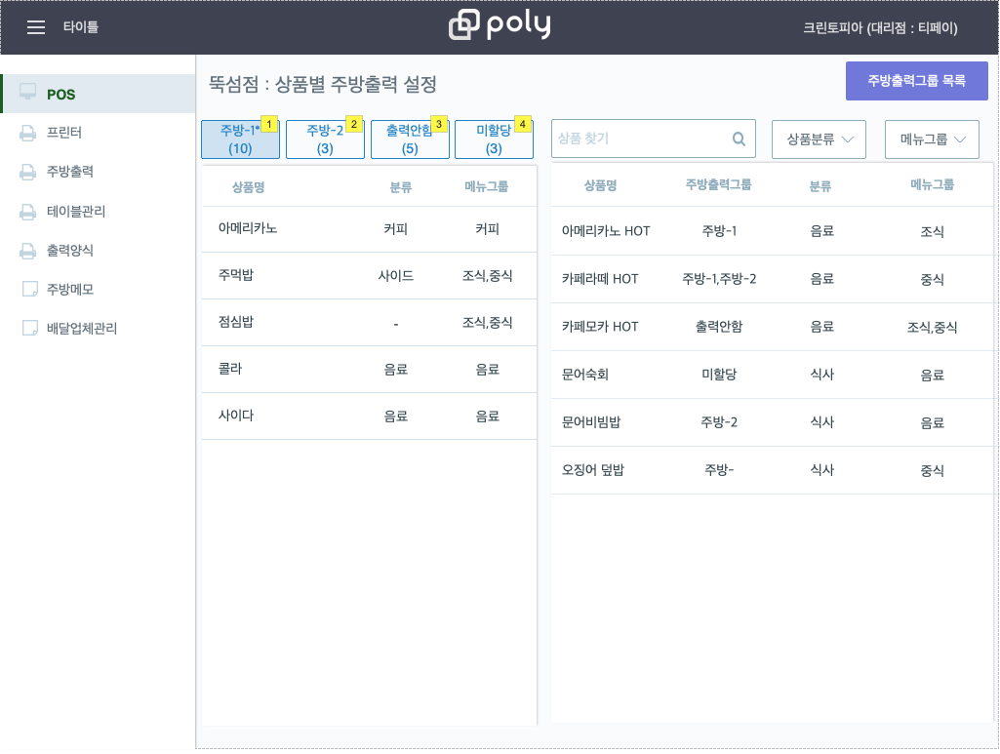 타이틀
poly
크린토피아 (대리점 : 티페이)
POS
프린터
주방출력
테이블관리
출력양식
주방메모
배달업체관리
뚝섬점 : 상품별 주방출력 설정
주방출력그룹 목록
주방-1* 1
(10)
주방-2 2
(3)
출력안함 3
(5)
미할당 4
(3)
상품명 분류 메뉴그룹
아메리카노 커피 커피
주먹밥 사이드 조식,중식
점심밥 - 조식,중식
콜라 음료 음료
사이다 음료 음료
상품 찾기
상품분류
메뉴그룹
상품명 주방출력그룹 분류 메뉴그룹
아메리카노 HOT 주방-1 음료 조식
카페라떼 HOT 주방-1,주방-2 음료 중식
카페모카 HOT 출력안함 음료 조식,중식
문어숙회 미할당 식사 음료
문어비빔밥 주방-2 식사 음료
오징어 덮밥 주방- 식사 중식